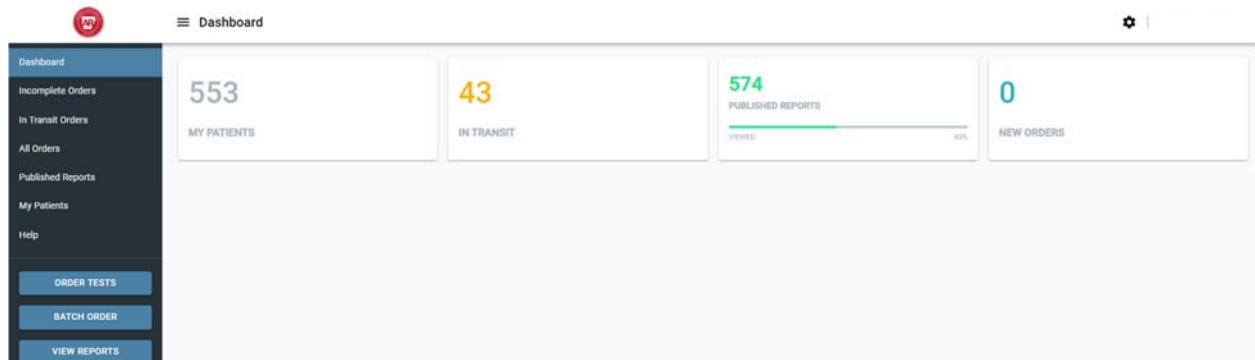 AR
Dashboard
Dashboard
Incomplete Orders
In Transit Orders
All Orders
Published Reports
My Patients
Help
ORDER TESTS
BATCH ORDER
VIEW REPORTS
553
MY PATIENTS
43
IN TRANSIT
574
PUBLISHED REPORTS
VIEWED
0
NEW ORDERS